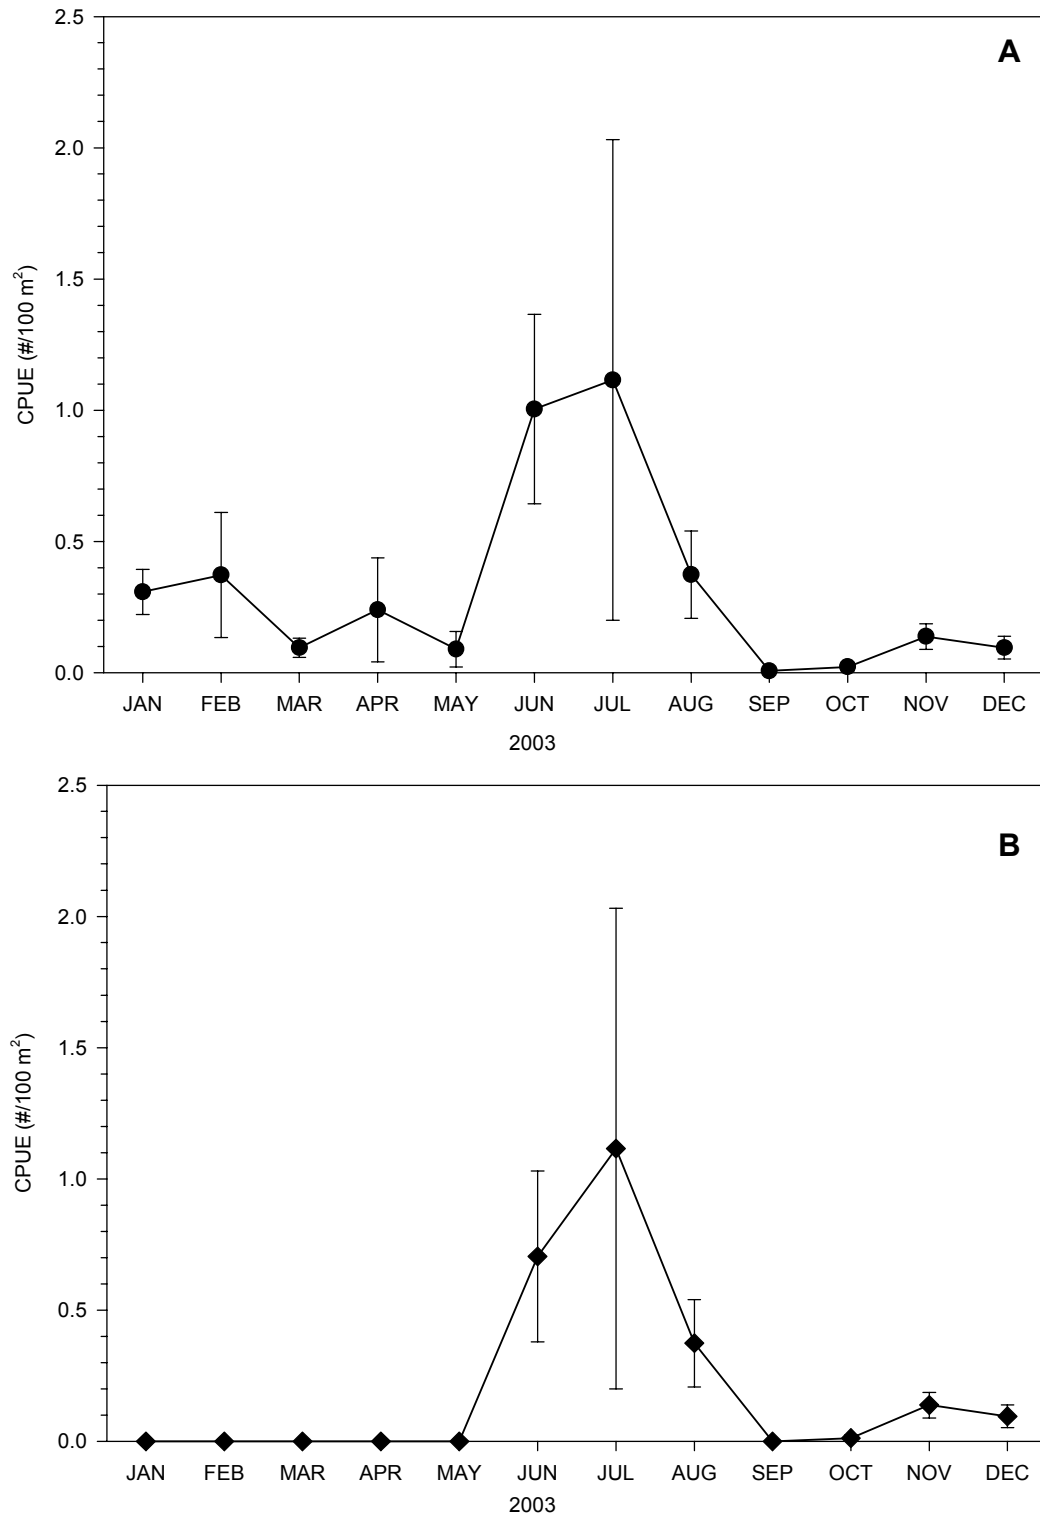 A
2.5
2.0
1.5
1.0
0.5
0.0
CPUE (#/100 m²)
JAN FEB MAR APR MAY JUN JUL AUG SEP OCT NOV DEC
2003
B
2.5
2.0
1.5
1.0
0.5
0.0
CPUE (#/100 m²)
JAN FEB MAR APR MAY JUN JUL AUG SEP OCT NOV DEC
2003